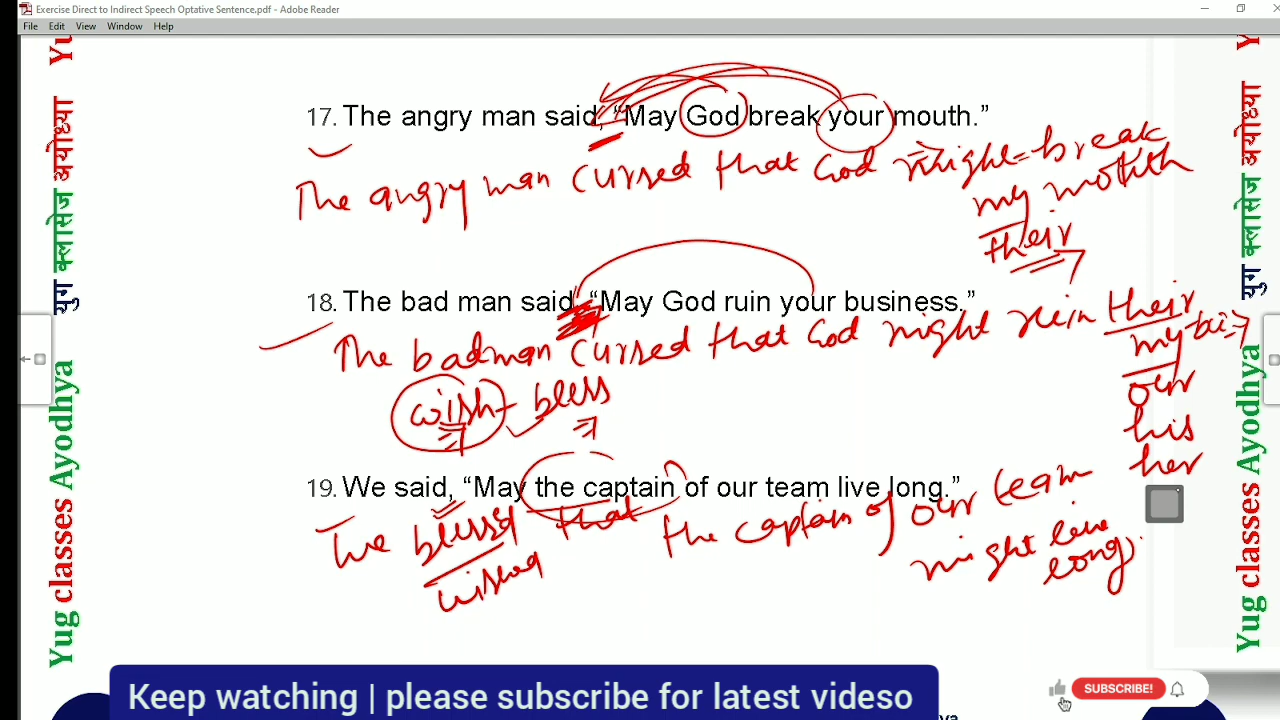 Exercise Direct to Indirect Speech Optative Sentence.pdf - Adobe Reader
File Edit View Window Help
17. The angry man said, “May God break your mouth.”
The angry man cursed that God might break
my mouth
their
18. The bad man said, “May God ruin your business.”
The badman cursed that God might ruin their
my
our
his
her
wish - bless
19. We said, “May the captain of our team live long.”
We blessed that the captain of our team
might live
long.
wished
Yug classes Ayodhya
युग क्लासेज अयोध्या
Yu
Yug classes Ayodhya
युग क्लासेज अयोध्या
Y
Keep watching | please subscribe for latest videso
SUBSCRIBE!